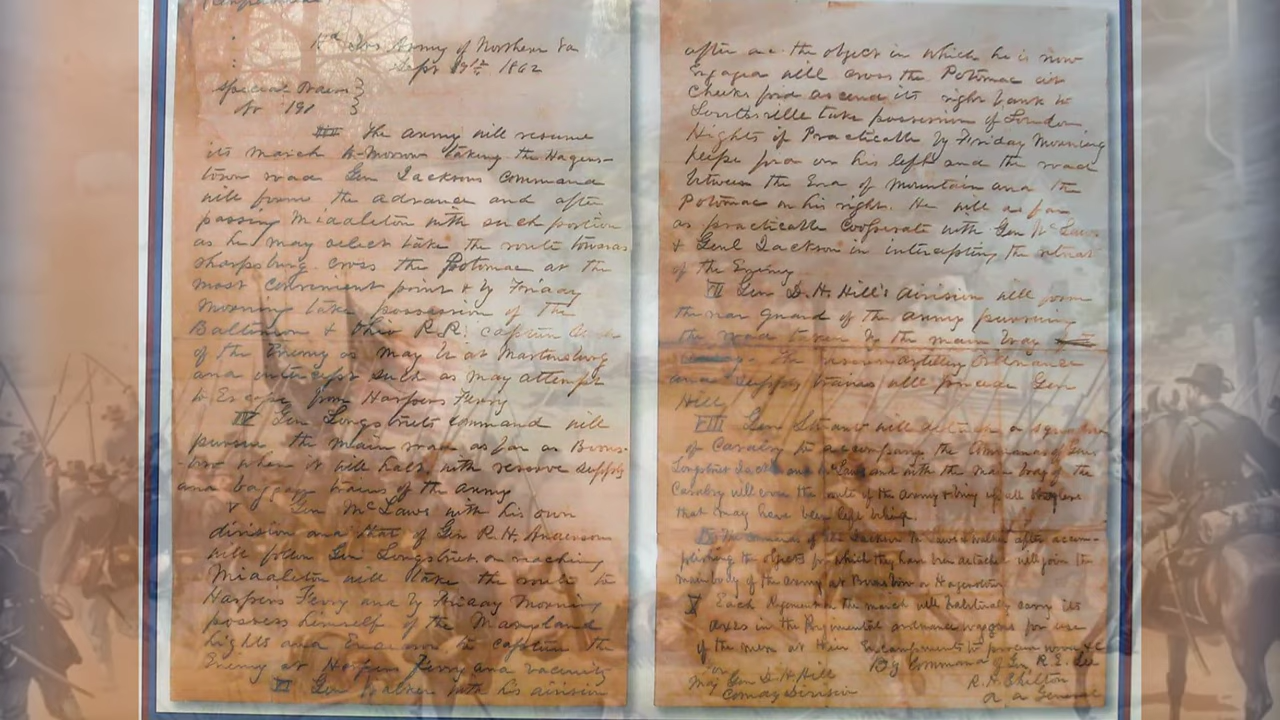 Hd Qrs Army of Northern Va
Sept 9th 1862
Special Orders }
No 191 }
III The Army will resume
its march to-morrow taking the Hagers-
town road Gen Jacksons Command
will forme the advance and after
passing Middleton with such portion
as he may select take the route towards
Sharpsburg cross the Potomac at the
most convenient point & by Friday
Morning take possession of the
Baltimore & Ohio R.R. capture
of the Enemy as may be at Martinsburg
and intercept such as may attempt
to Escape from Harpers Ferry
IV Gen Longstreets Command will
pursue the main road as far as Boons-
-boro where it will halt with reserve supply
and baggage trains of the army
V Gen McLaws with his own
division and that of Gen R.H. Anderson
will follow Gen Longstreet on reaching
Middleton will take the route to
Harpers Ferry and by Friday Morning
possess himself of the Maryland
hights and Endeavor to capture the
Enemy at Harpers Ferry and vacinity
VI Gen Walker with his division
after the object in which he is now
Engaged will cross the Potomac at
Cheeks ford ascend its right bank to
Lovettsville take possession of Loudon
Hights if Practicable by Friday Morning
Keeps ford on his left and the road
between the End of Mountain and the
Potomac on his right. He will as far
as practicable Cooperate with Gen McLaws
& Genl Jackson in intercepting the retreat
of the Enemy
VII Gen D.H. Hill's division will form
the rear Guard of the Army pursuing
the road taken by the main body
The reserve artillery Ordenance
and supply trains will precede Gen
Hill
VIII Gen Stuart will detach a squadron
of Cavalry to accompany the Commands of Gens
Longstreet Jackson and McLaws and with the main body of the
Cavalry will cover the route of the Army & bring up all straglers
that may have been left behind
IX The commands of Gen Jackson McLaws & Walker after accom-
plishing the objects for which they have been detached will join the
main body of the Army at Boonsboro or Hagerstown
X Each Regiment on the march will habitually carry its
axes in the Regimental ordinance waggons for use
of the men at their Encampments to procure wood &c
By Command of Gen R.E. Lee
For
Maj Gen D.H. Hill
R.H. Chilton
Comdg Division
A. A General